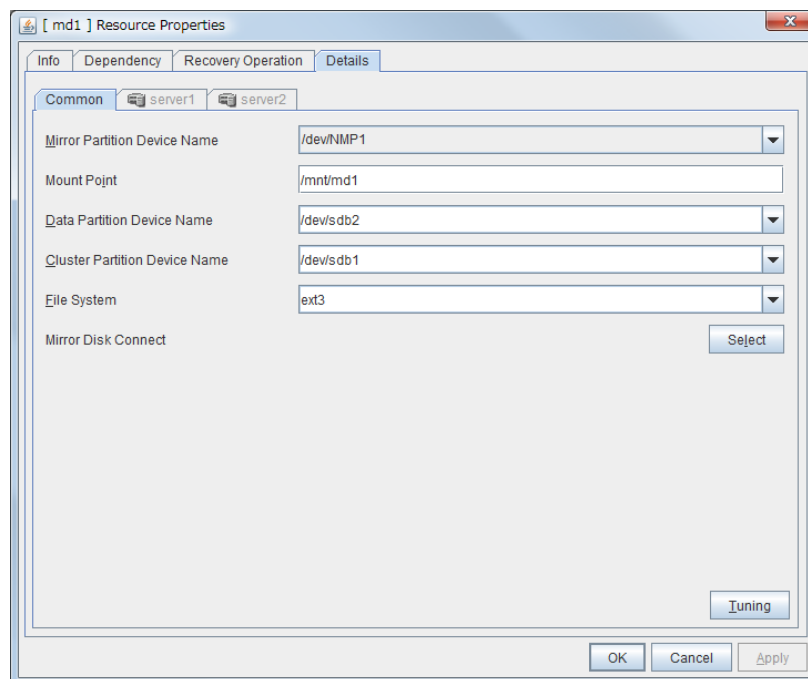 [ md1 ] Resource Properties
Info Dependency Recovery Operation Details
Common server1 server2
Mirror Partition Device Name /dev/NMP1
Mount Point /mnt/md1
Data Partition Device Name /dev/sdb2
Cluster Partition Device Name /dev/sdb1
File System ext3
Mirror Disk Connect Select
Tuning
OK Cancel Apply